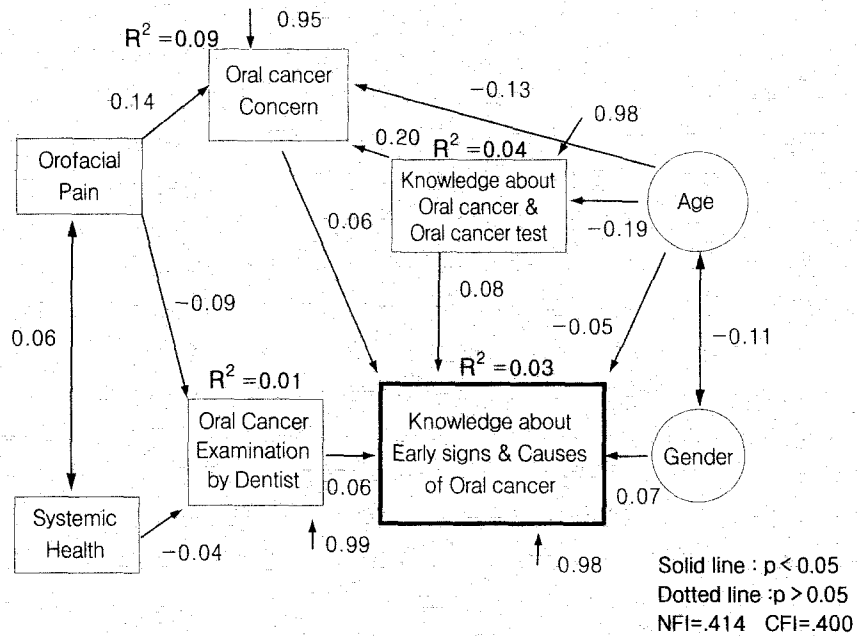 0.95
R² = 0.09
Oral cancer
Concern
0.14
−0.13
0.98
0.20
R² = 0.04
Orofacial
Pain
Knowledge about
Oral cancer &
Oral cancer test
Age
0.06
−0.19
0.08
−0.09
−0.05
0.06
−0.11
R² = 0.01
R² = 0.03
Oral Cancer
Examination
by Dentist
Knowledge about
Early signs & Causes
of Oral cancer
Gender
0.06
0.07
Systemic
Health
−0.04
0.99
0.98
Solid line : p < 0.05
Dotted line :p > 0.05
NFI=.414 CFI=.400